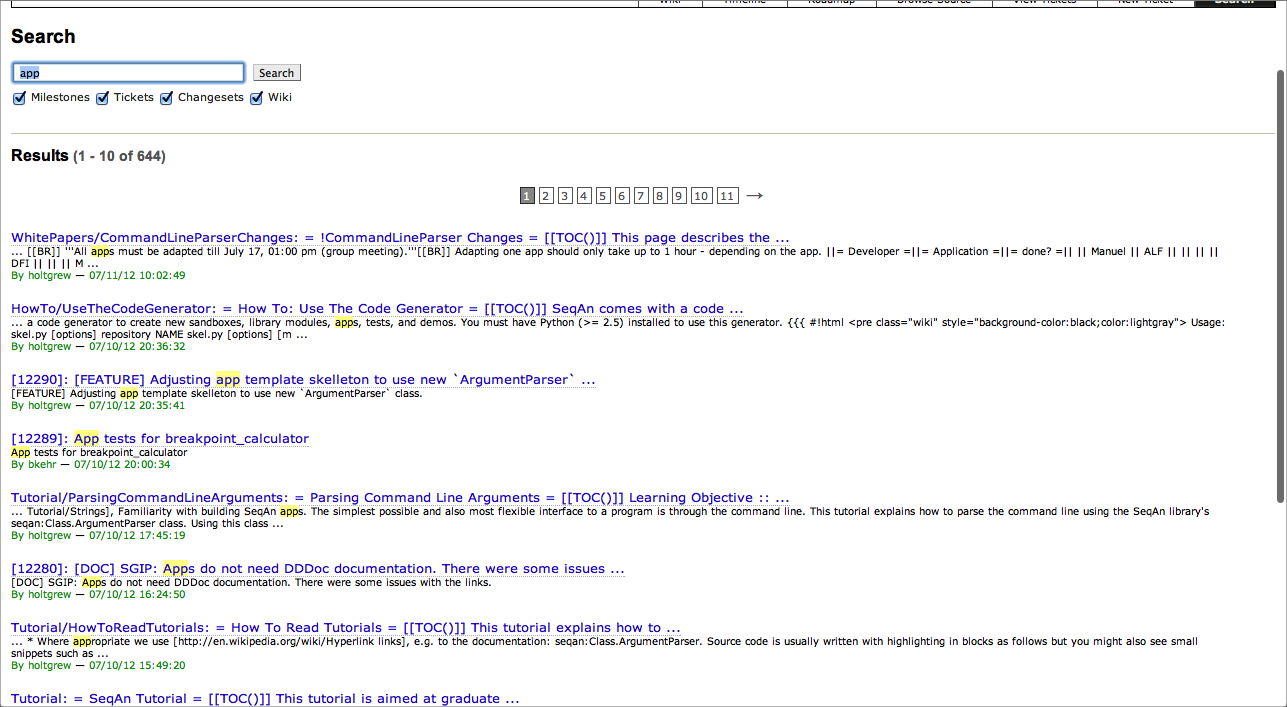 Wiki Timeline Roadmap Browse Source View Tickets New Ticket Search
Search
app Search
Milestones Tickets Changesets Wiki
Results (1 - 10 of 644)
1 2 3 4 5 6 7 8 9 10 11 →
WhitePapers/CommandLineParserChanges: = !CommandLineParser Changes = [[TOC()]] This page describes the ...
... [[BR]] '''All apps must be adapted till July 17, 01:00 pm (group meeting).'''[[BR]] Adapting one app should only take up to 1 hour - depending on the app. ||= Developer =||= Application =||= done? =|| || Manuel || ALF || || || || ||
DFI || || || M ...
By holtgrew — 07/11/12 10:02:49
HowTo/UseTheCodeGenerator: = How To: Use The Code Generator = [[TOC()]] SeqAn comes with a code ...
... a code generator to create new sandboxes, library modules, apps, tests, and demos. You must have Python (>= 2.5) installed to use this generator. {{{ #!html <pre class="wiki" style="background-color:black;color:lightgray"> Usage:
skel.py [options] repository NAME skel.py [options] [m ...
By holtgrew — 07/10/12 20:36:32
[12290]: [FEATURE] Adjusting app template skelleton to use new `ArgumentParser` ...
[FEATURE] Adjusting app template skelleton to use new `ArgumentParser` class.
By holtgrew — 07/10/12 20:35:41
[12289]: App tests for breakpoint_calculator
App tests for breakpoint_calculator
By bkehr — 07/10/12 20:00:34
Tutorial/ParsingCommandLineArguments: = Parsing Command Line Arguments = [[TOC()]] Learning Objective :: ...
... Tutorial/Strings], Familiarity with building SeqAn apps. The simplest possible and also most flexible interface to a program is through the command line. This tutorial explains how to parse the command line using the SeqAn library's
seqan:Class.ArgumentParser class. Using this class ...
By holtgrew — 07/10/12 17:45:19
[12280]: [DOC] SGIP: Apps do not need DDDoc documentation. There were some issues ...
[DOC] SGIP: Apps do not need DDDoc documentation. There were some issues with the links.
By holtgrew — 07/10/12 16:24:50
Tutorial/HowToReadTutorials: = How To Read Tutorials = [[TOC()]] This tutorial explains how to ...
... * Where appropriate we use [http://en.wikipedia.org/wiki/Hyperlink links], e.g. to the documentation: seqan:Class.ArgumentParser. Source code is usually written with highlighting in blocks as follows but you might also see small
snippets such as ...
By holtgrew — 07/10/12 15:49:20
Tutorial: = SeqAn Tutorial = [[TOC()]] This tutorial is aimed at graduate ...